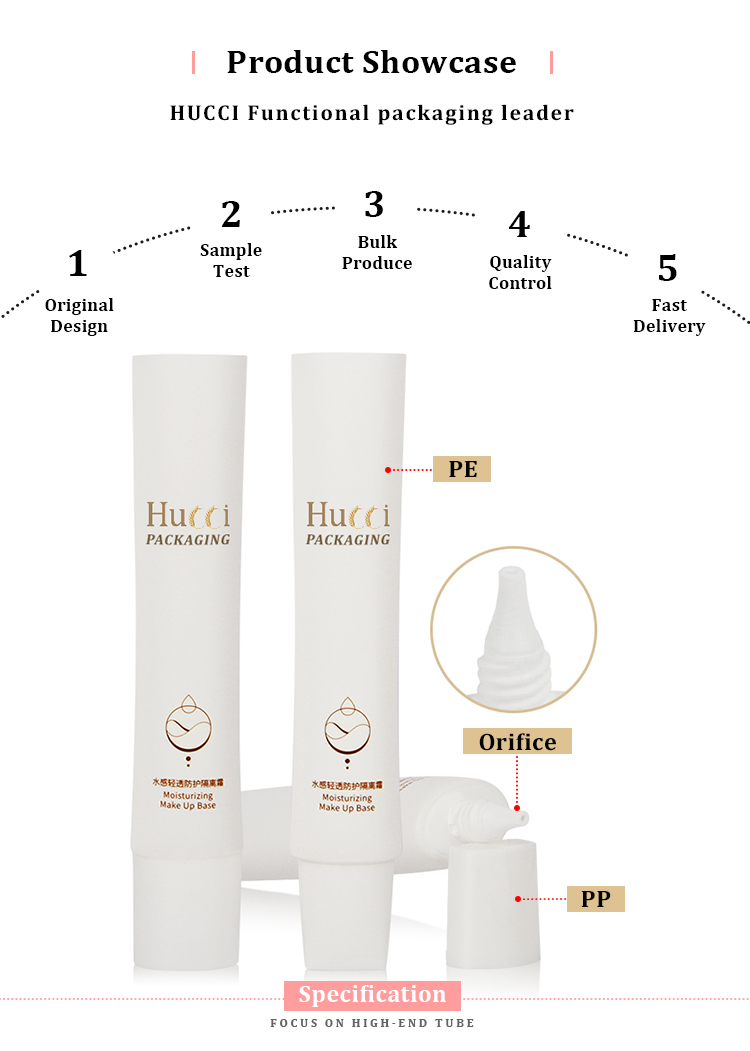 Product Showcase
HUCCI Functional packaging leader
1
Original
Design
2
Sample
Test
3
Bulk
Produce
4
Quality
Control
5
Fast
Delivery
Hucci
PACKAGING
水感轻透防护隔离霜
Moisturizing
Make Up Base
Hucci
PACKAGING
水感轻透防护隔离霜
Moisturizing
Make Up Base
PE
Orifice
PP
Specification
FOCUS ON HIGH-END TUBE